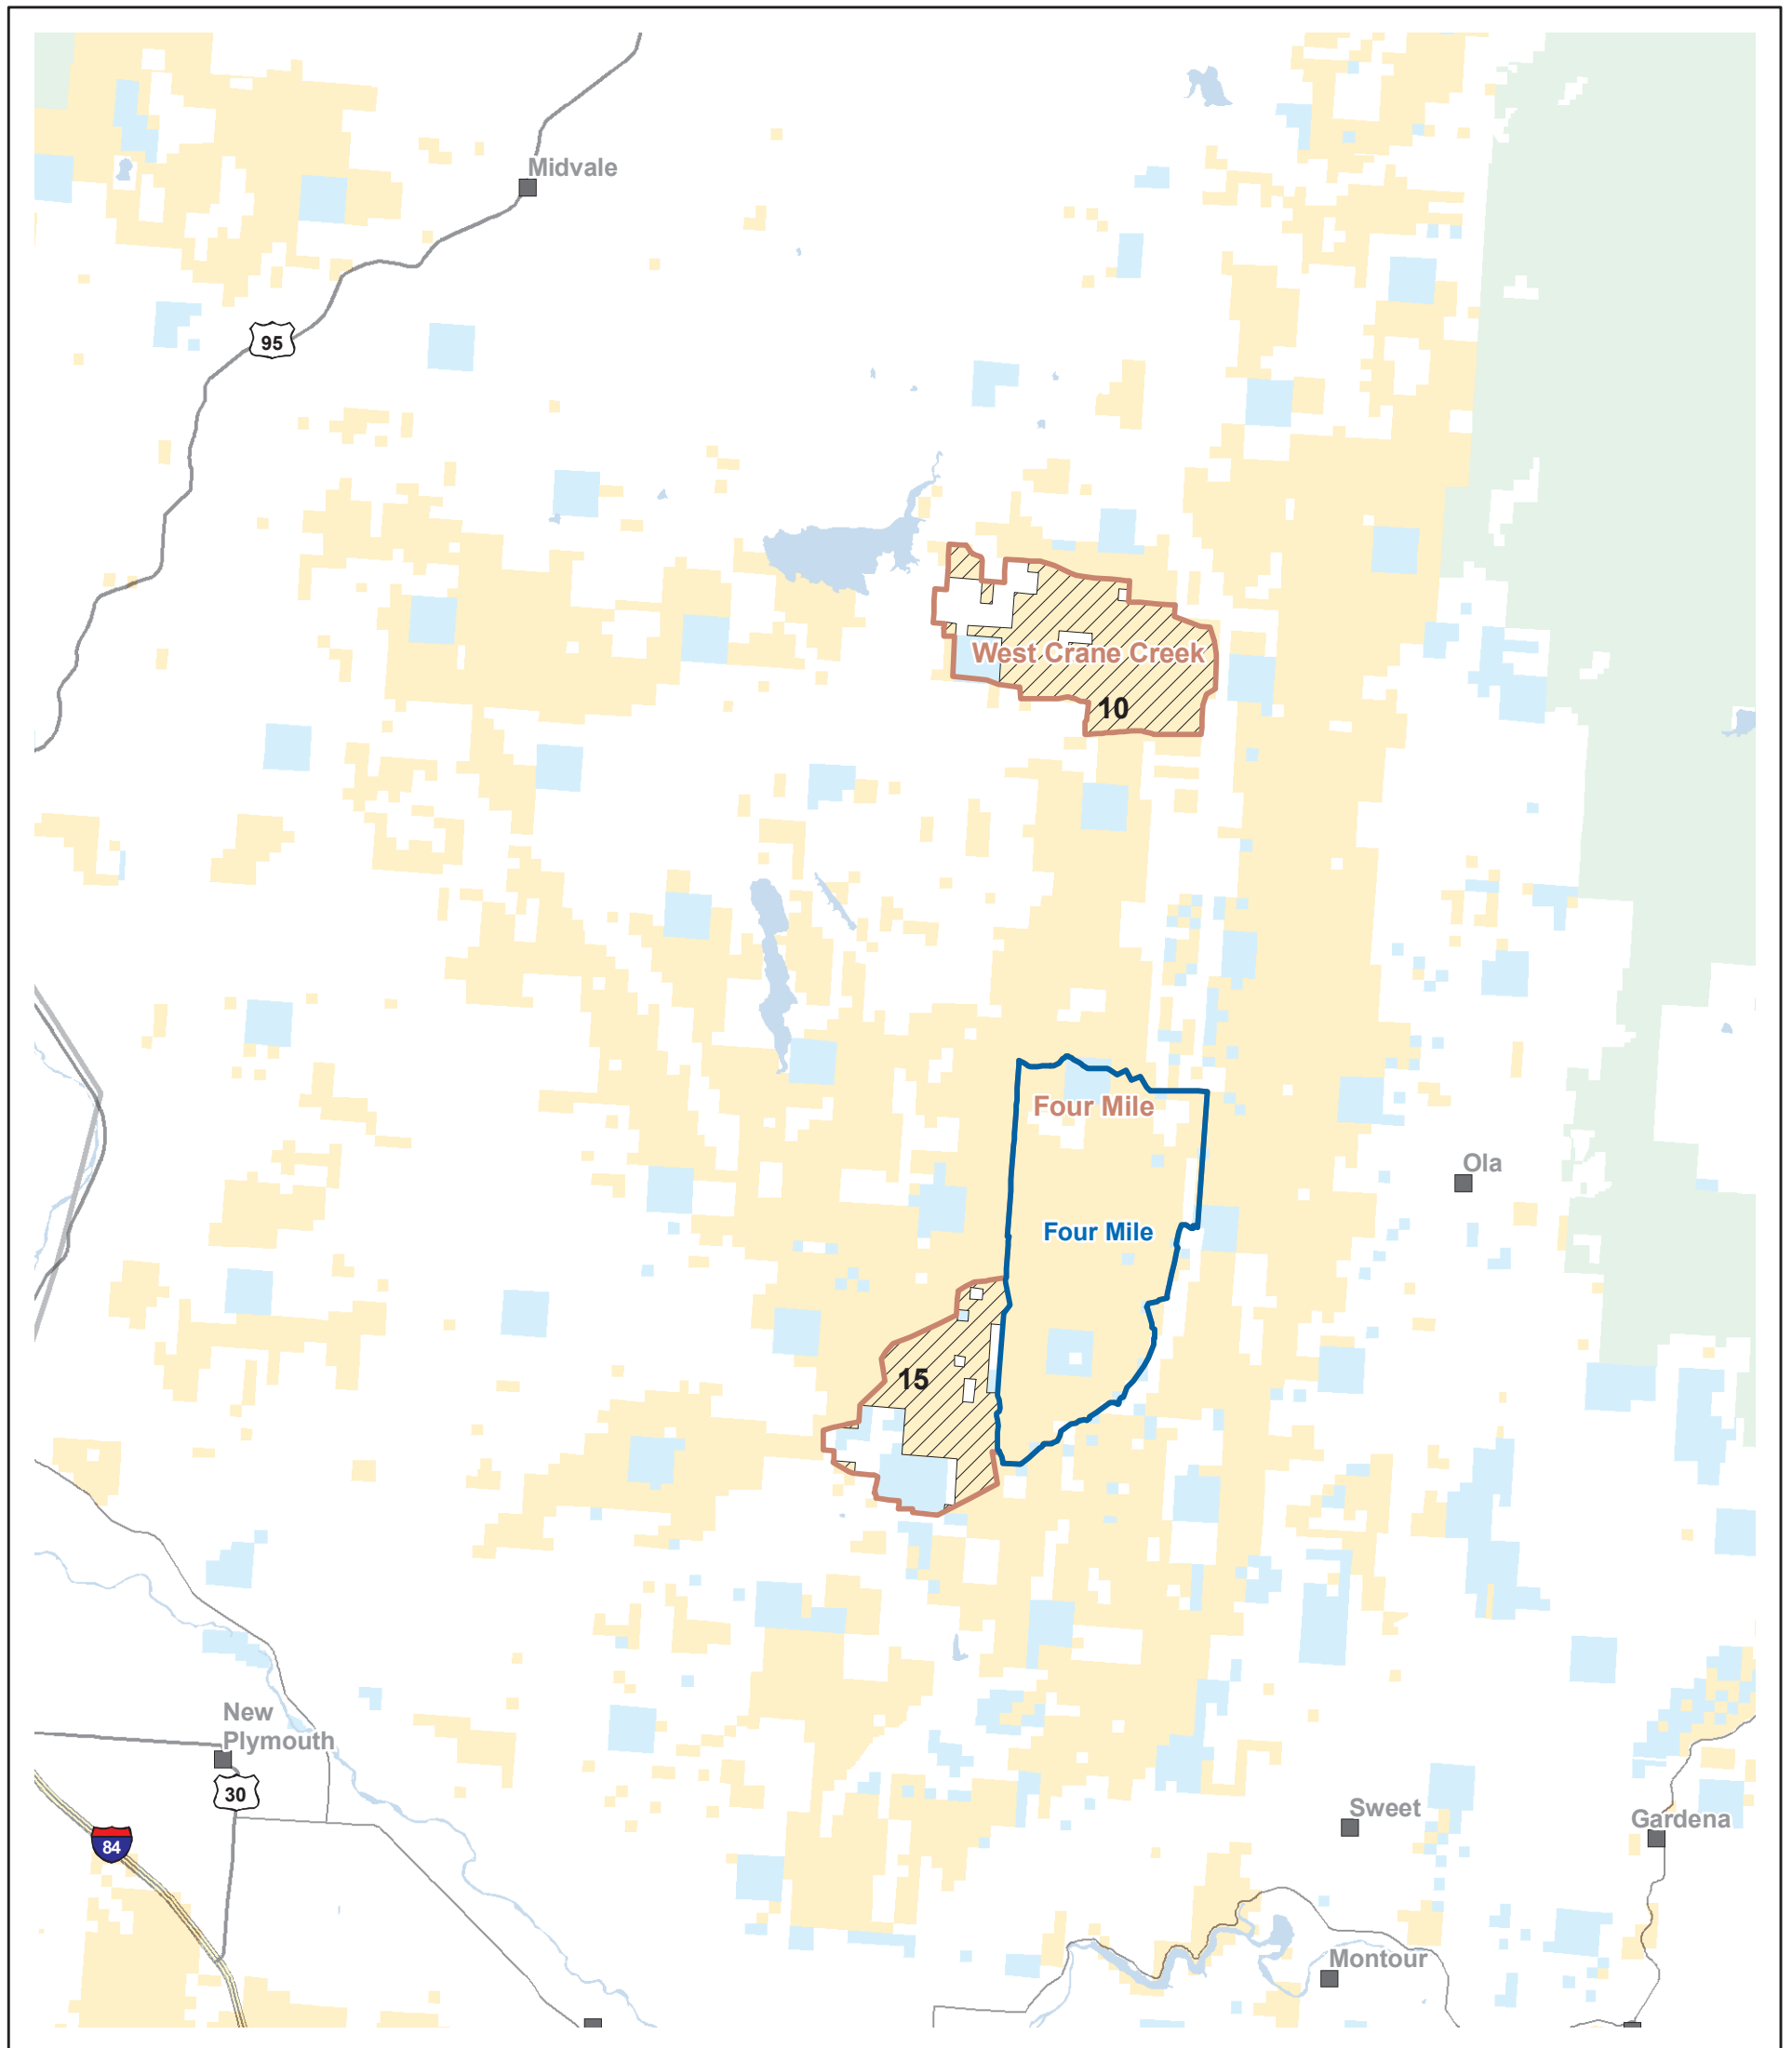 Midvale
95
West Crane Creek
10
Four Mile
Ola
Four Mile
15
New
Plymouth
30
Sweet
Gardena
84
Montour